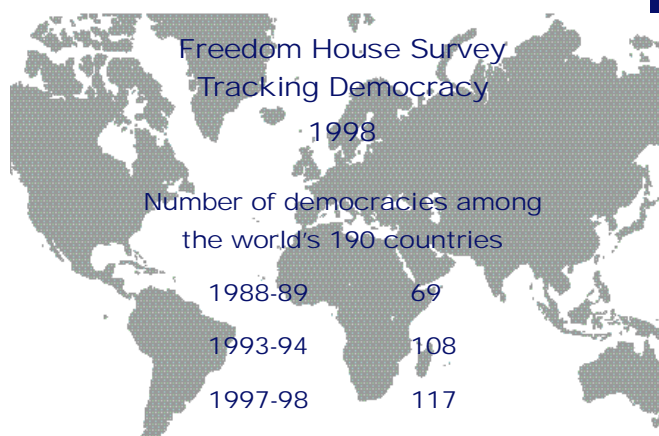 Freedom House Survey
Tracking Democracy
1998
Number of democracies among
the world's 190 countries
1988-89 69
1993-94 108
1997-98 117